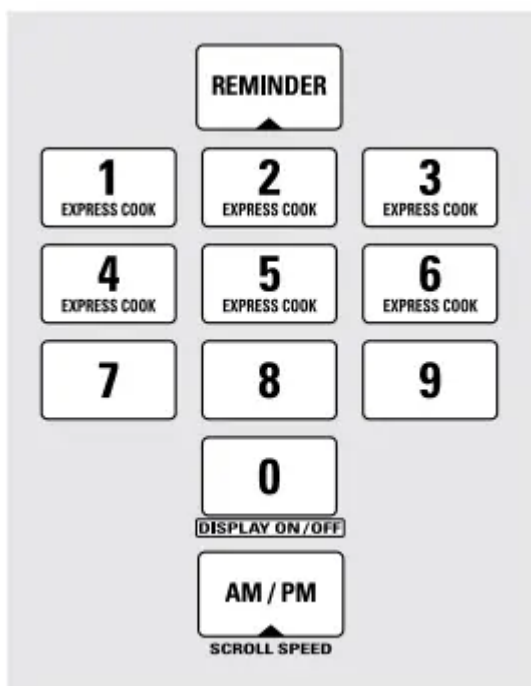 REMINDER
1 2 3
EXPRESS COOK EXPRESS COOK EXPRESS COOK
4 5 6
EXPRESS COOK EXPRESS COOK EXPRESS COOK
7 8 9
0
DISPLAY ON/OFF
AM / PM
SCROLL SPEED